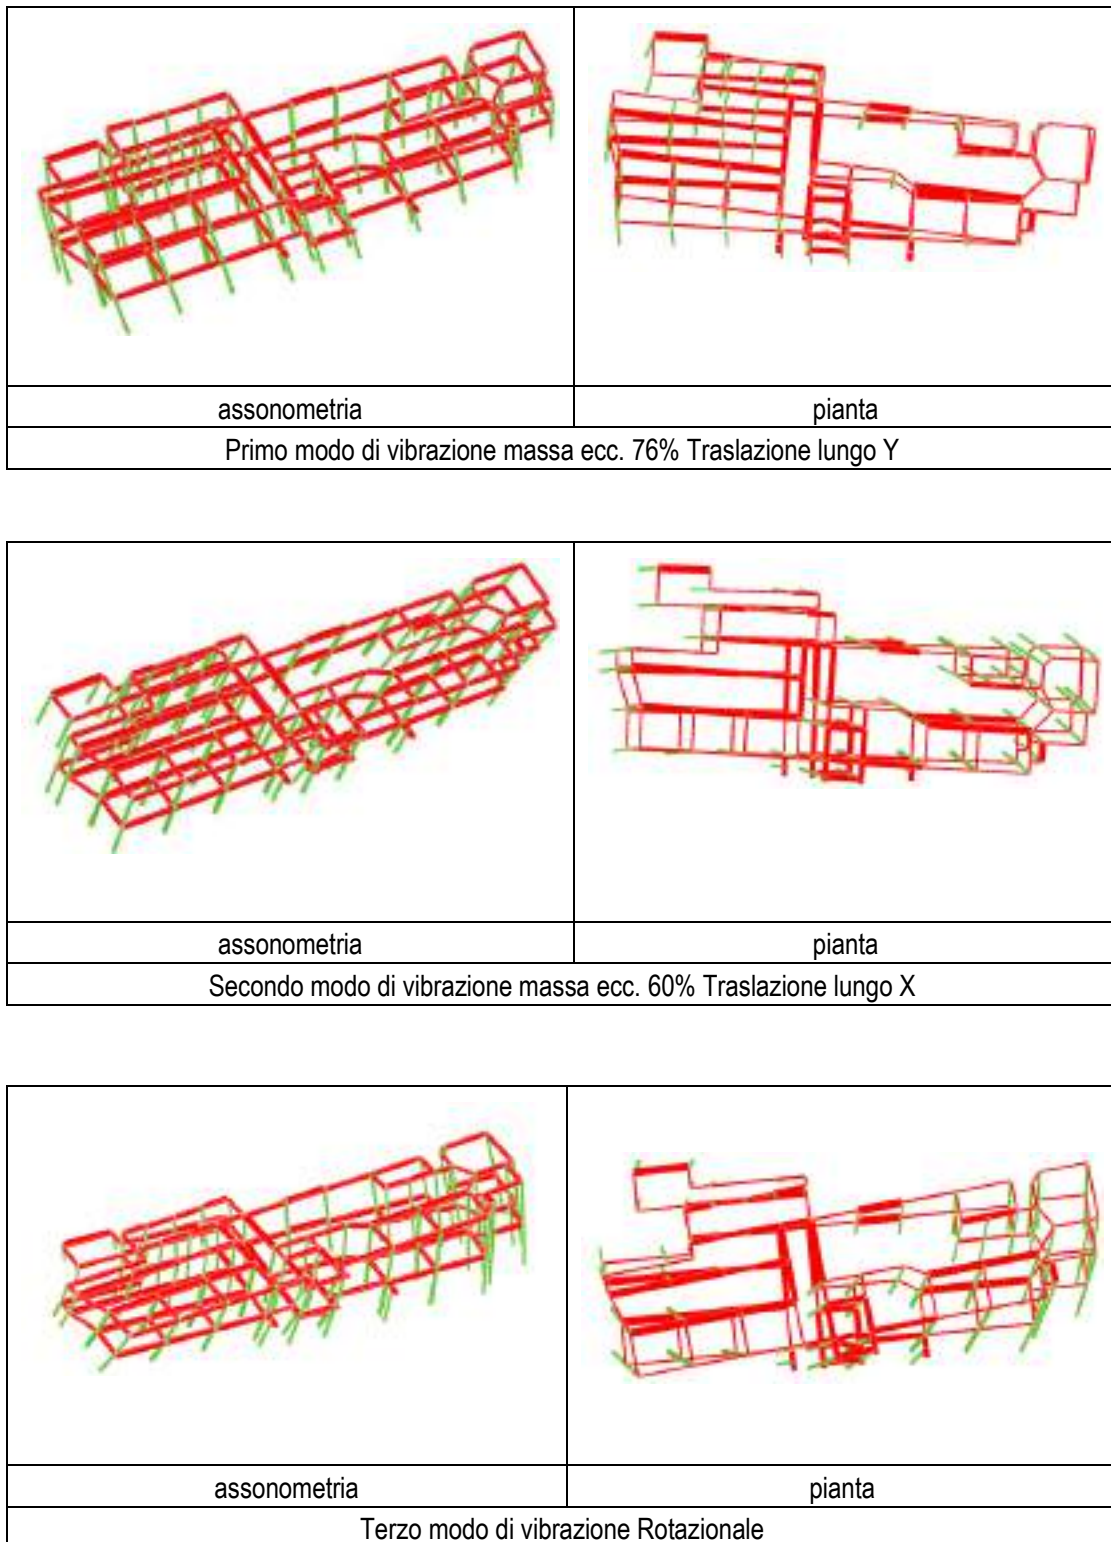 assonometria
pianta
Primo modo di vibrazione massa ecc. 76% Traslazione lungo Y
assonometria
pianta
Secondo modo di vibrazione massa ecc. 60% Traslazione lungo X
assonometria
pianta
Terzo modo di vibrazione Rotazionale